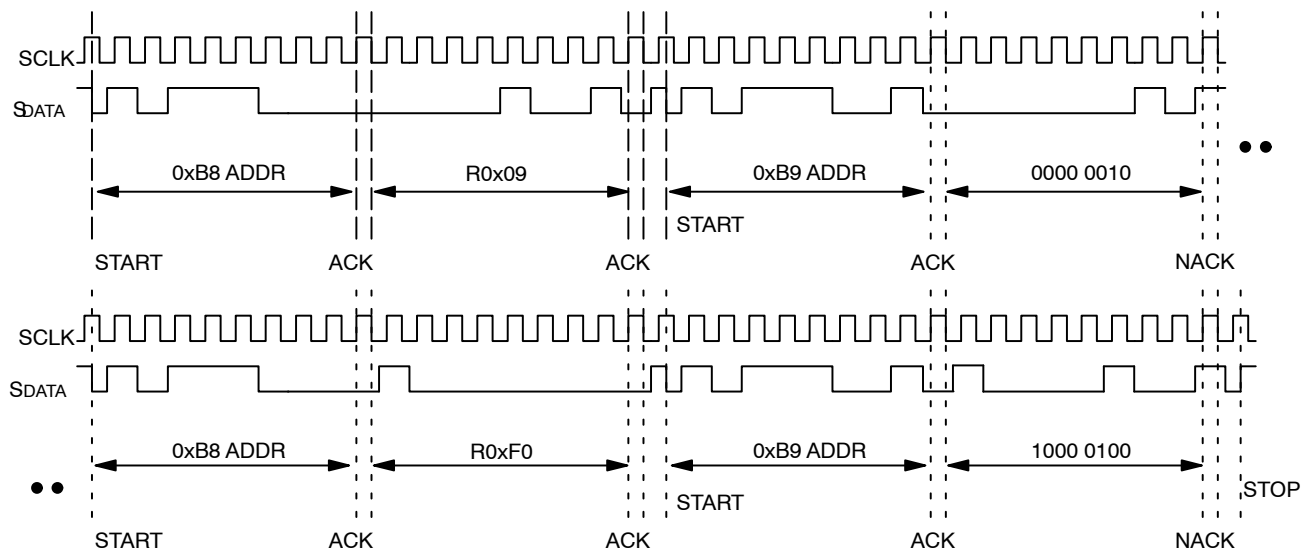 SCLK
SDATA
0xB8 ADDR
R0x09
0xB9 ADDR
0000 0010
START
START
ACK
ACK
ACK
NACK
SCLK
SDATA
0xB8 ADDR
R0xF0
0xB9 ADDR
1000 0100
START
STOP
START
ACK
ACK
ACK
NACK